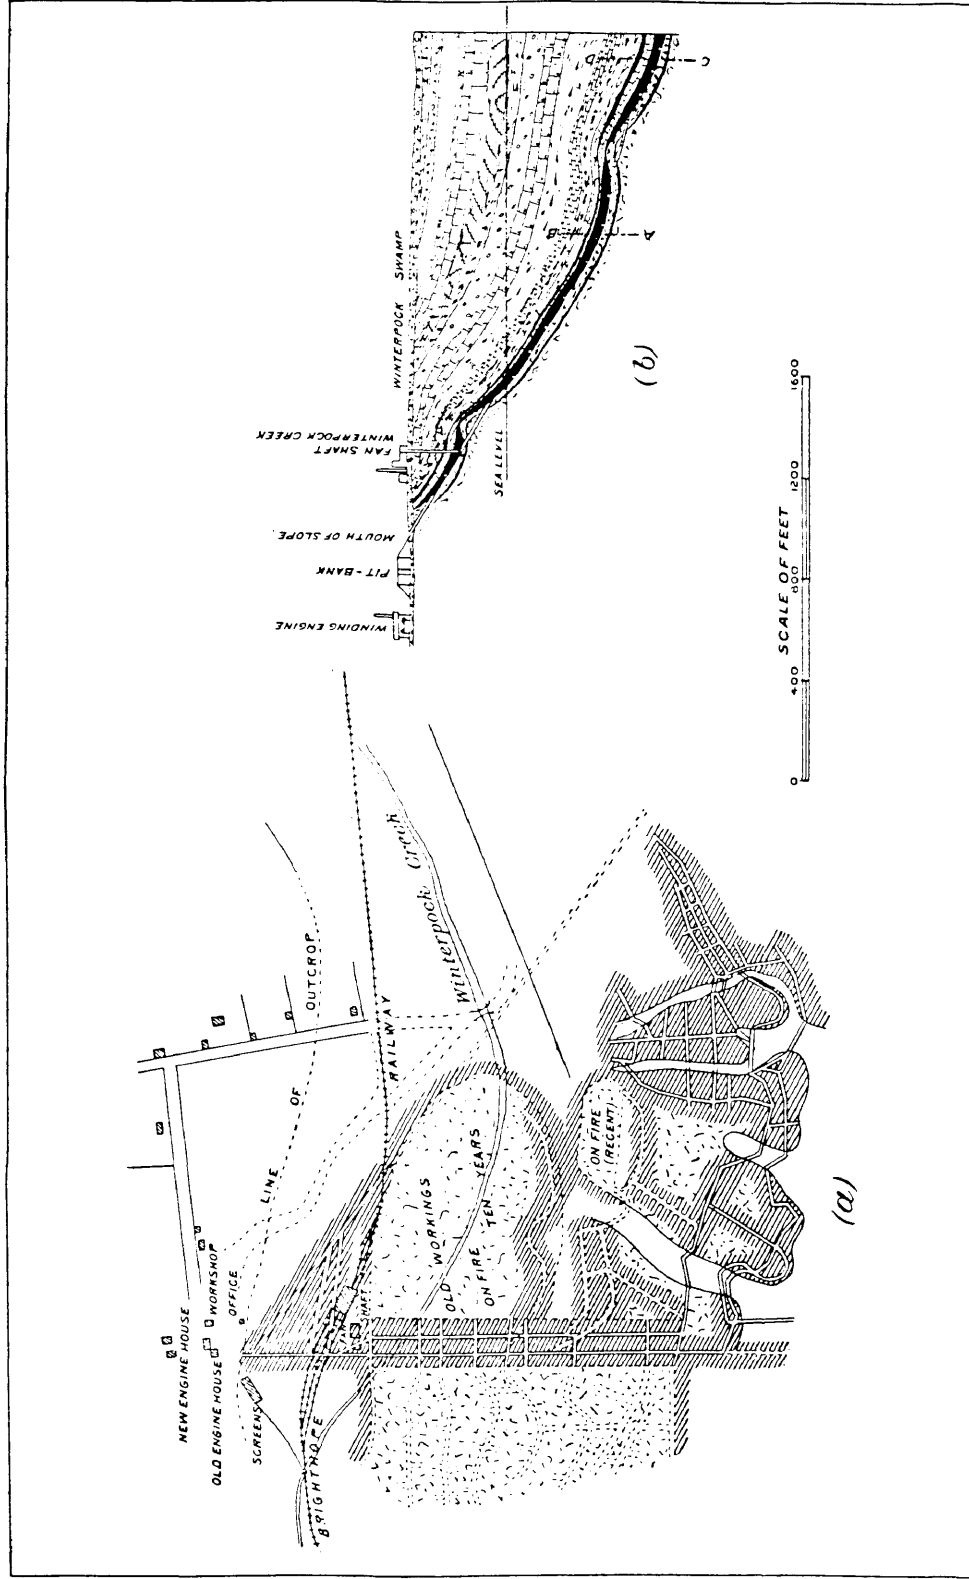 NEW ENGINE HOUSE
OLD ENGINE HOUSE
WORKSHOP
OFFICE
SCREENS
LINE OF OUTCROP
BRIGHTHOPE RAILWAY
FAN SHAFT
OLD WORKINGS
ON FIRE TEN YEARS
Winterpock Creek
ON FIRE
(RECENT)
(a)
WINDING ENGINE
PIT-BANK
MOUTH OF SLOPE.
FAN SHAFT
WINTERPOCK CREEK
WINTERPOCK SWAMP
SEA LEVEL
A
B
C
D
(b)
0 400 800 1200 1600
SCALE OF FEET